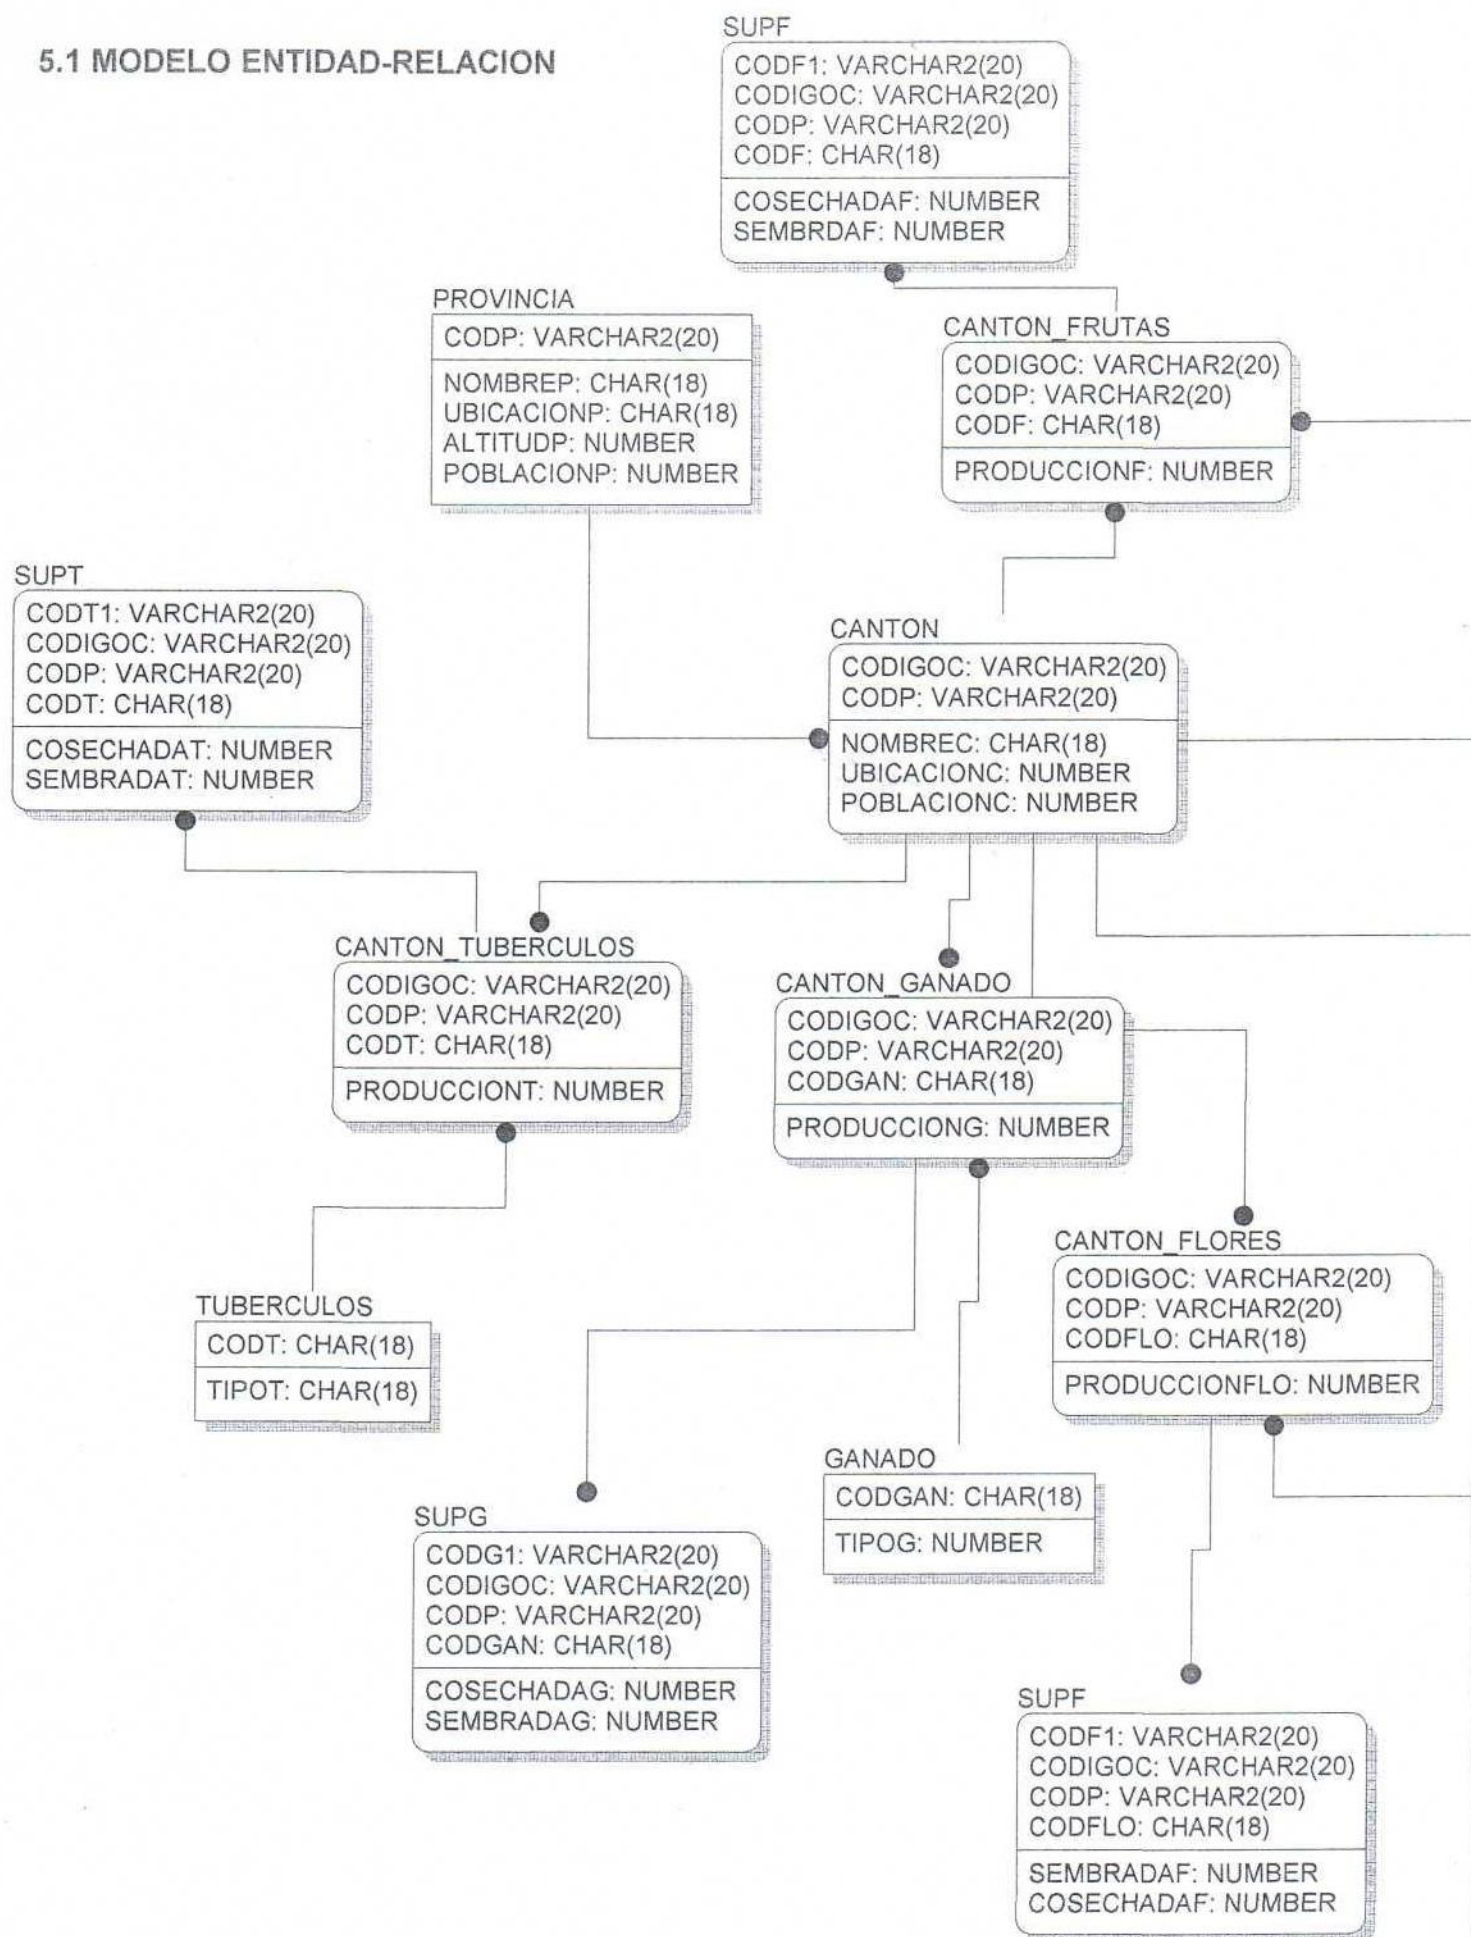 5.1 MODELO ENTIDAD-RELACION
SUPF
CODF1: VARCHAR2(20)
CODIGOC: VARCHAR2(20)
CODP: VARCHAR2(20)
CODF: CHAR(18)
COSECHADAF: NUMBER
SEMBRDAF: NUMBER
PROVINCIA
CODP: VARCHAR2(20)
NOMBREP: CHAR(18)
UBICACIONP: CHAR(18)
ALTITUDP: NUMBER
POBLACIONP: NUMBER
CANTON_FRUTAS
CODIGOC: VARCHAR2(20)
CODP: VARCHAR2(20)
CODF: CHAR(18)
PRODUCCIONF: NUMBER
SUPT
CODT1: VARCHAR2(20)
CODIGOC: VARCHAR2(20)
CODP: VARCHAR2(20)
CODT: CHAR(18)
COSECHADAT: NUMBER
SEMBRADAT: NUMBER
CANTON
CODIGOC: VARCHAR2(20)
CODP: VARCHAR2(20)
NOMBREC: CHAR(18)
UBICACIONC: NUMBER
POBLACIONC: NUMBER
CANTON_TUBERCULOS
CODIGOC: VARCHAR2(20)
CODP: VARCHAR2(20)
CODT: CHAR(18)
PRODUCCIONT: NUMBER
CANTON_GANADO
CODIGOC: VARCHAR2(20)
CODP: VARCHAR2(20)
CODGAN: CHAR(18)
PRODUCCIONG: NUMBER
CANTON_FLORES
CODIGOC: VARCHAR2(20)
CODP: VARCHAR2(20)
CODFLO: CHAR(18)
PRODUCCIONFLO: NUMBER
TUBERCULOS
CODT: CHAR(18)
TIPOT: CHAR(18)
GANADO
CODGAN: CHAR(18)
TIPOG: NUMBER
SUPG
CODG1: VARCHAR2(20)
CODIGOC: VARCHAR2(20)
CODP: VARCHAR2(20)
CODGAN: CHAR(18)
COSECHADAG: NUMBER
SEMBRADAG: NUMBER
SUPF
CODF1: VARCHAR2(20)
CODIGOC: VARCHAR2(20)
CODP: VARCHAR2(20)
CODFLO: CHAR(18)
SEMBRADAF: NUMBER
COSECHADAF: NUMBER